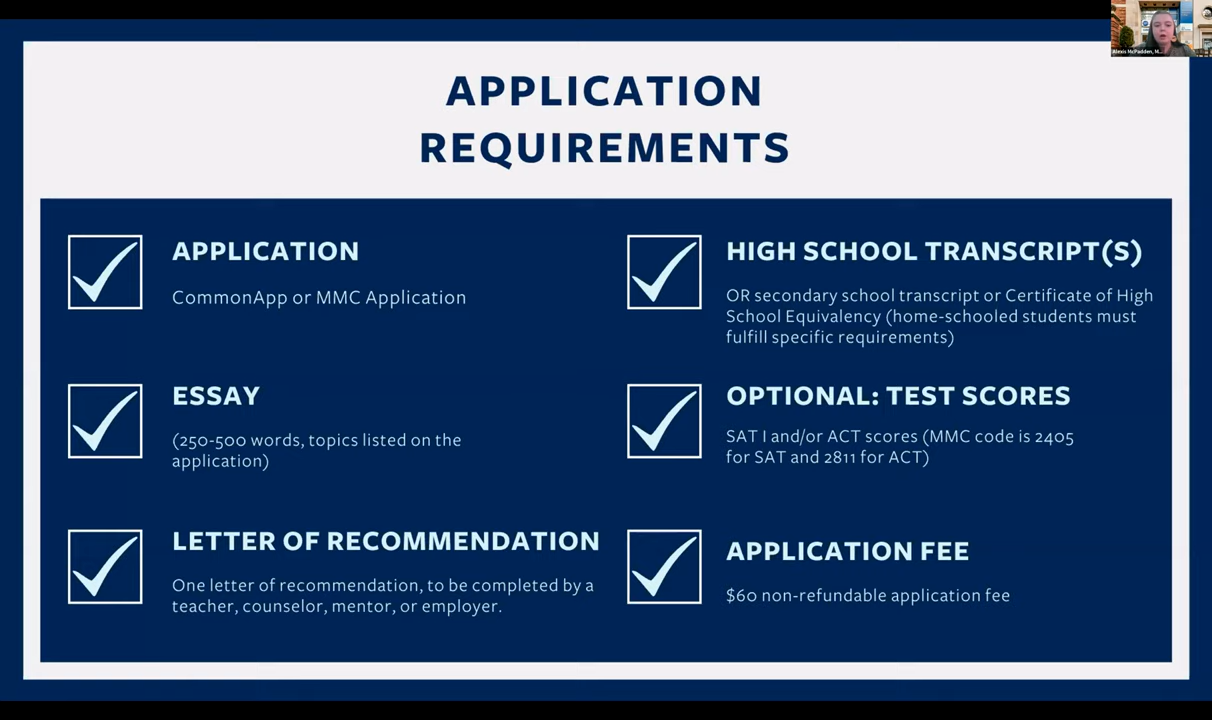 APPLICATION
REQUIREMENTS
APPLICATION
CommonApp or MMC Application
ESSAY
(250-500 words, topics listed on the
application)
LETTER OF RECOMMENDATION
One letter of recommendation, to be completed by a
teacher, counselor, mentor, or employer.
HIGH SCHOOL TRANSCRIPT(S)
OR secondary school transcript or Certificate of High
School Equivalency (home-schooled students must
fulfill specific requirements)
OPTIONAL: TEST SCORES
SAT I and/or ACT scores (MMC code is 2405
for SAT and 2811 for ACT)
APPLICATION FEE
$60 non-refundable application fee
Alexis McPadden, M...